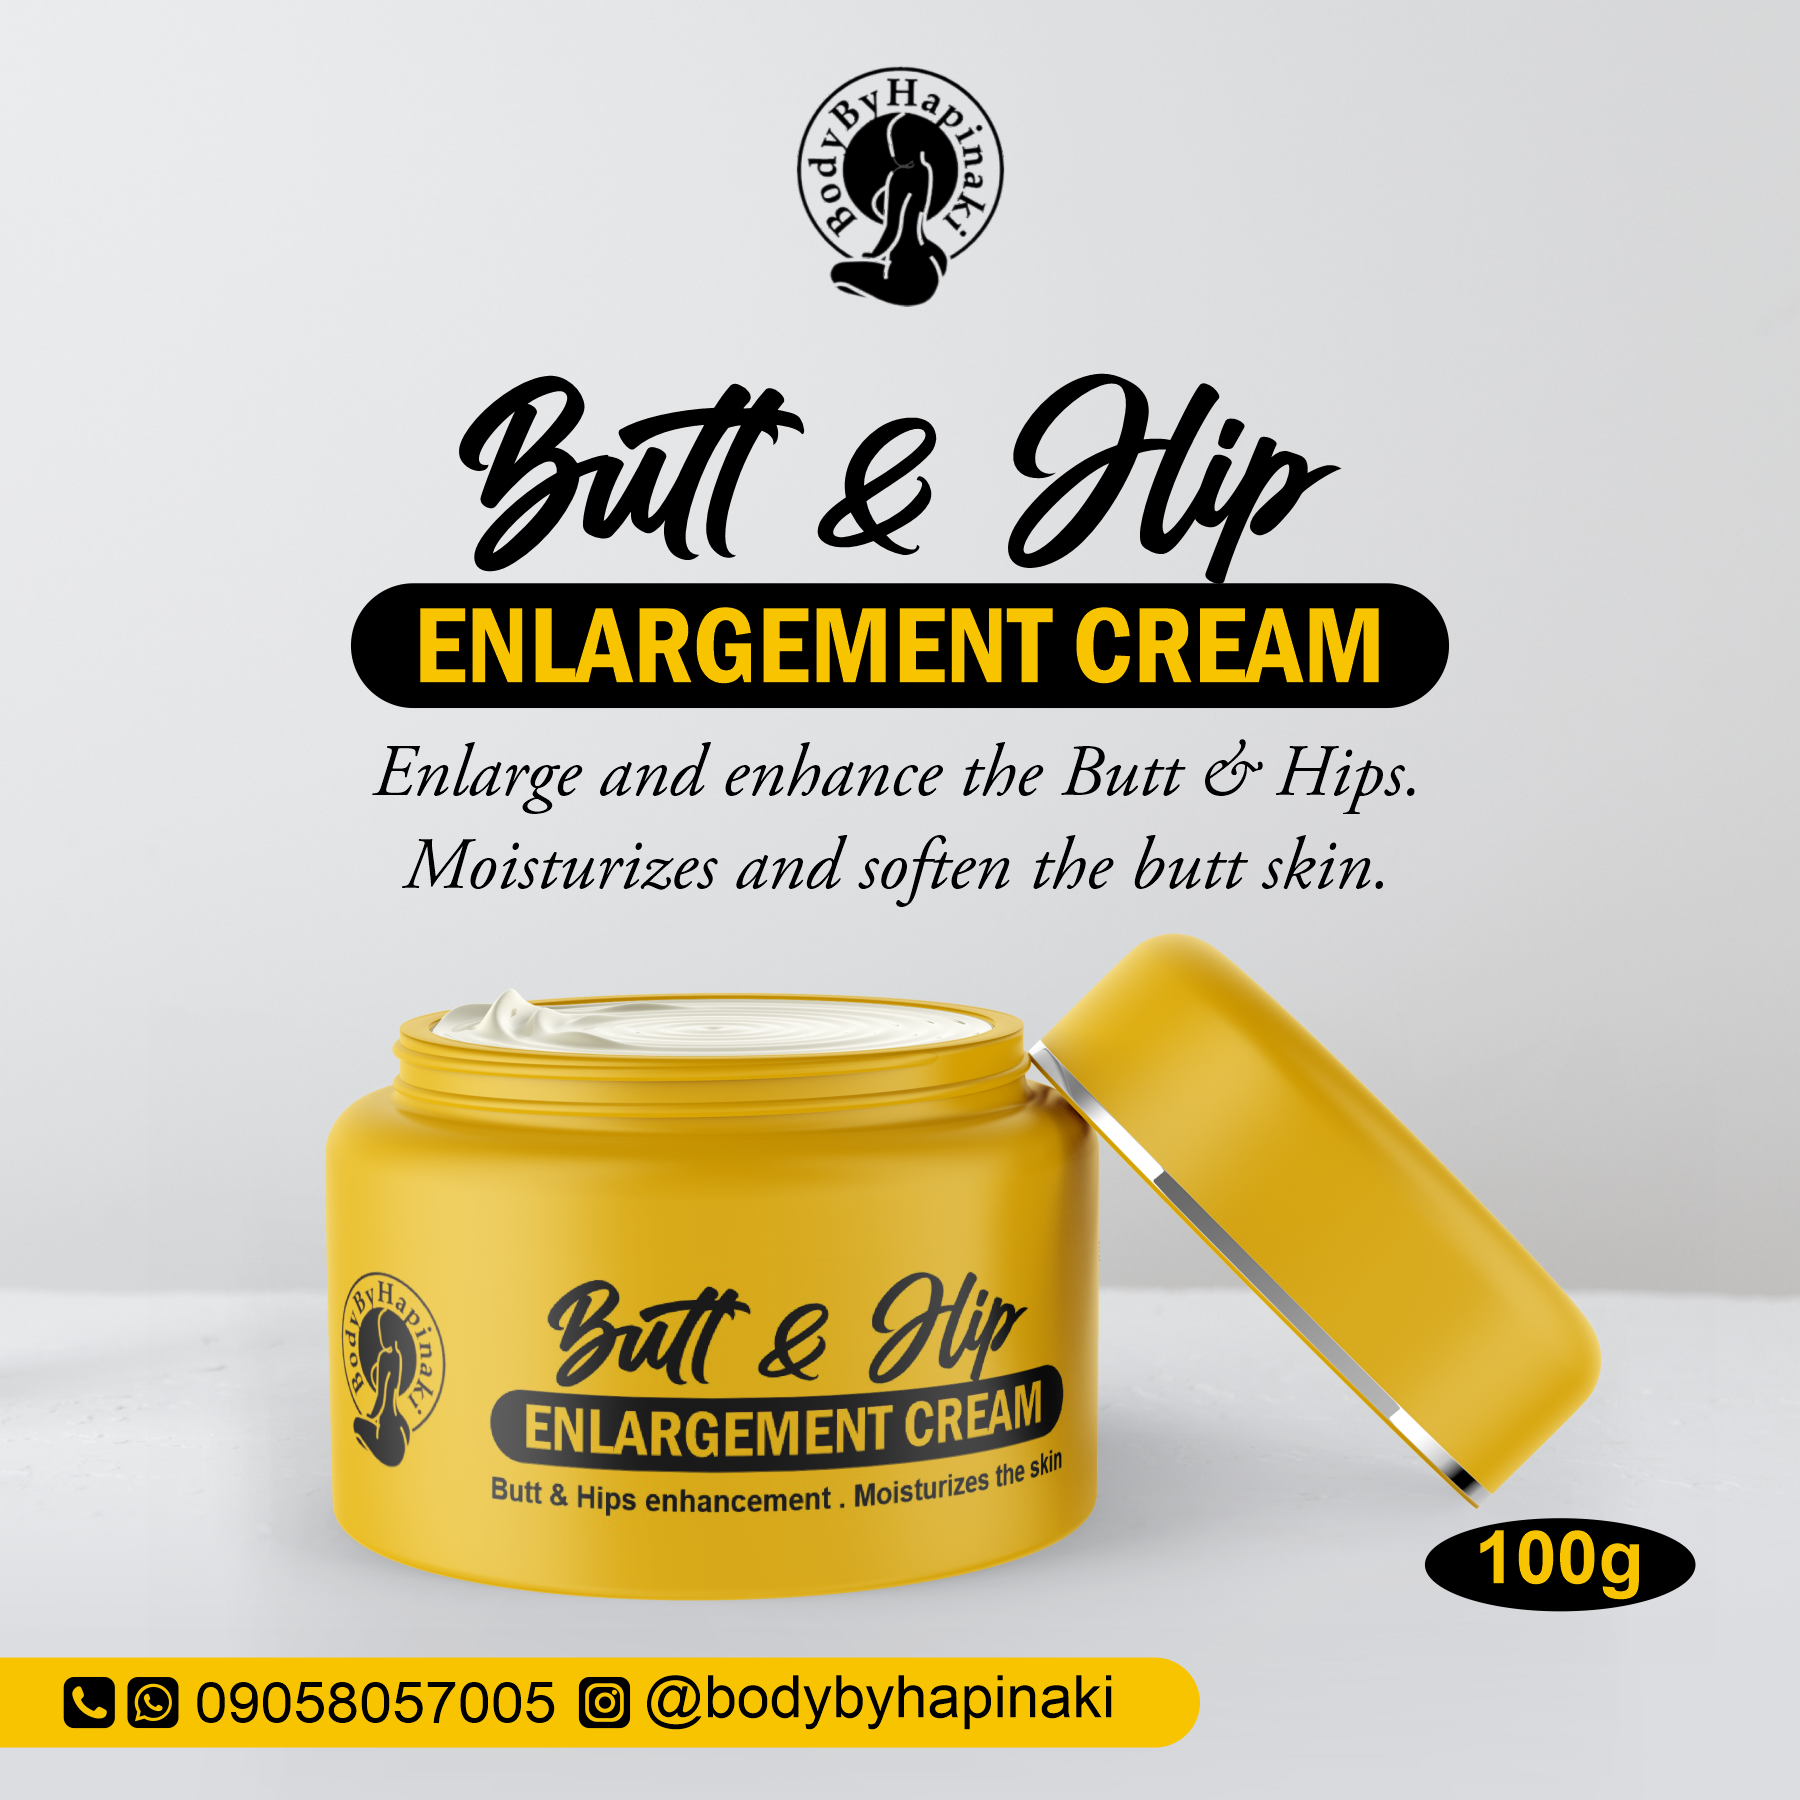 BodyByHapinaki
Butt & Hip
ENLARGEMENT CREAM
Enlarge and enhance the Butt & Hips.
Moisturizes and soften the butt skin.
BodyByHapinaki
Butt & Hip
ENLARGEMENT CREAM
Butt & Hips enhancement . Moisturizes the skin
100g
09058057005 @bodybyhapinaki